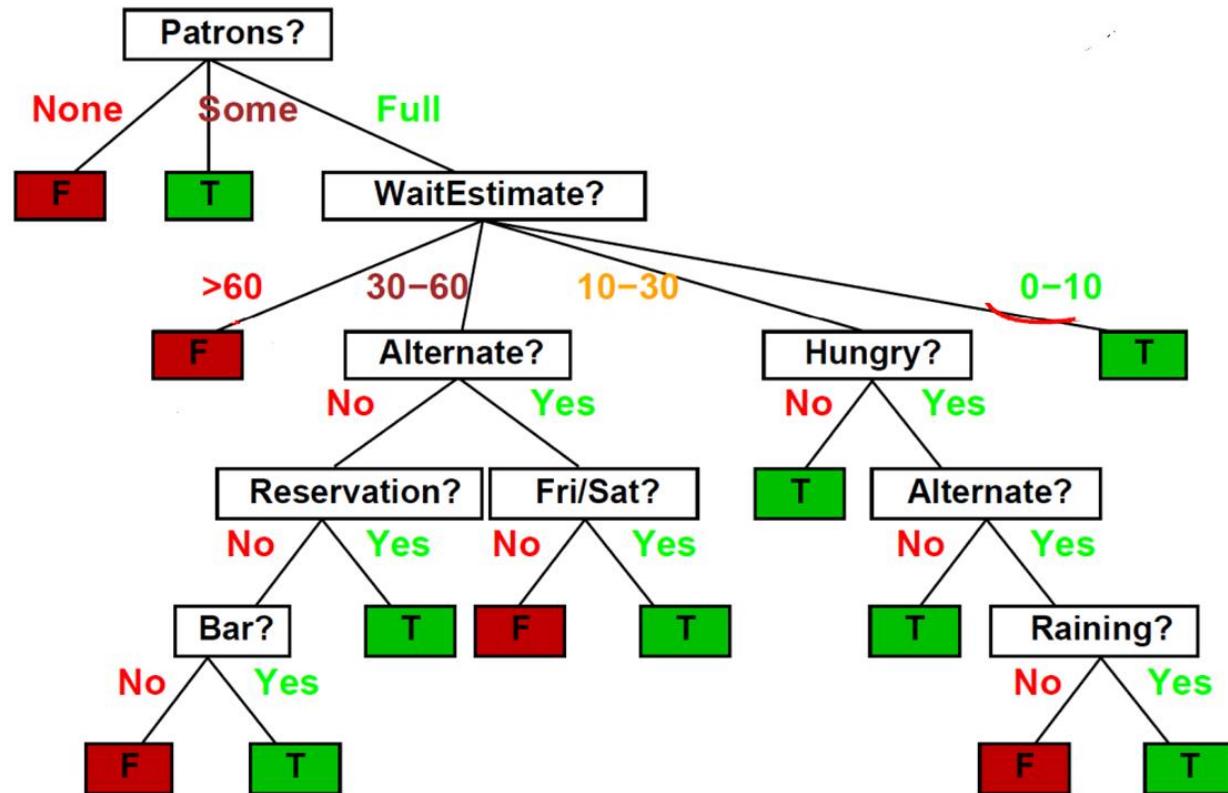 Patrons?
None Some Full
F T WaitEstimate?
>60 30−60 10−30 0−10
F Alternate? Hungry? T
No Yes No Yes
Reservation? Fri/Sat? T Alternate?
No Yes No Yes No Yes
Bar? T F T T Raining?
No Yes No Yes
F T F T